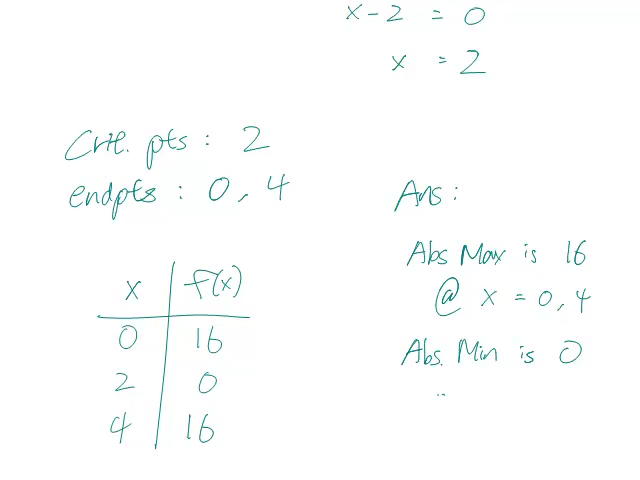 x - 2 = 0
x = 2
Crit. pts : 2
endpts : 0, 4
x f(x)
0 16
2 0
4 16
Ans :
Abs Max is 16
@ x = 0, 4
Abs. Min is 0